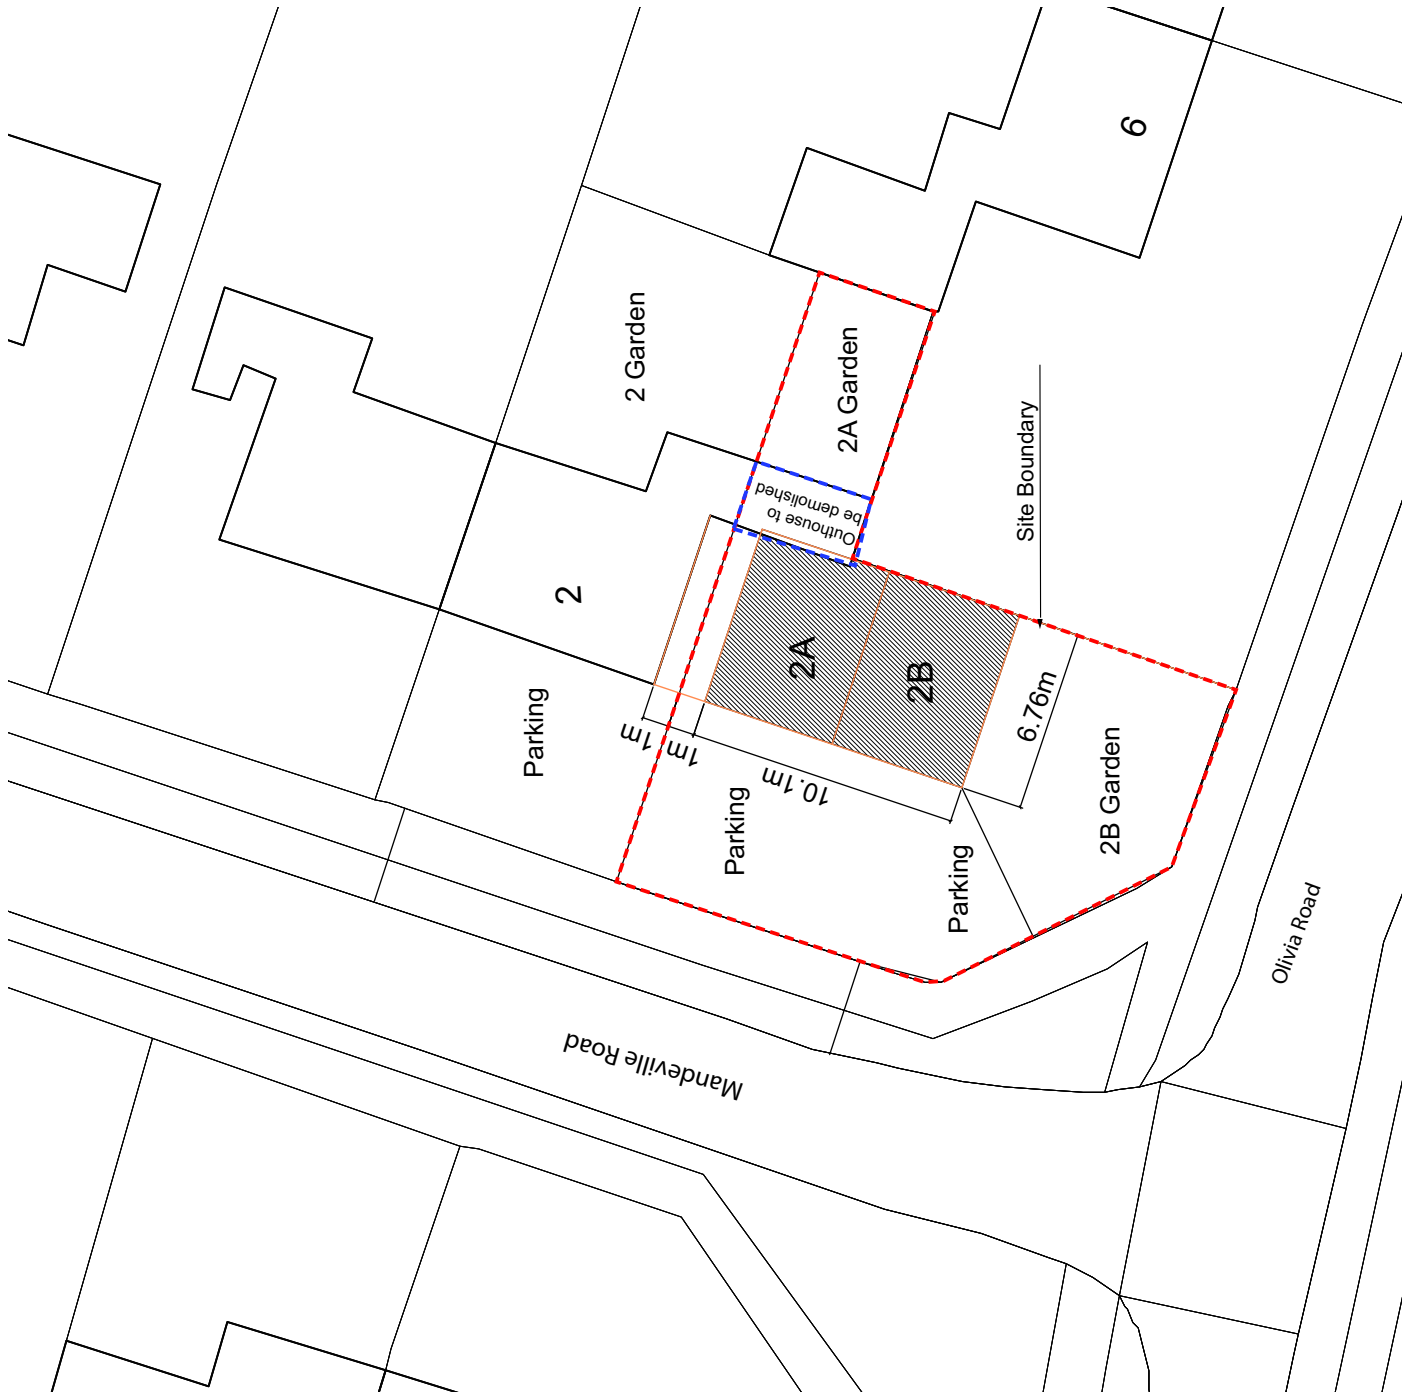 6
2 Garden
2A Garden
Site Boundary
Outhouse to
be demolished
2
2A
2B
Parking
1m
1m
10.1m
6.76m
Parking
Parking
2B Garden
Olivia Road
Mandeville Road